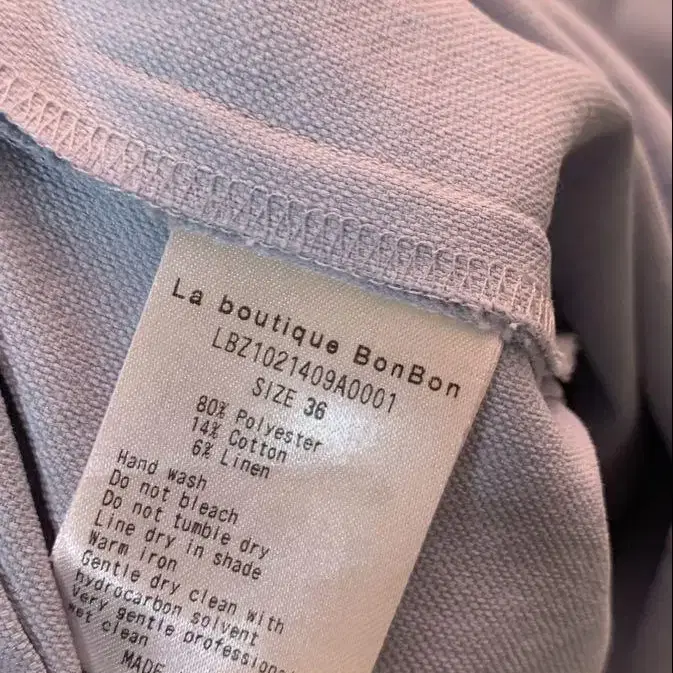 La boutique BonBon
LBZ1021409A0001
SIZE 36
80% Polyester
14% Cotton
6% Linen
Hand wash
Do not bleach
Do not tumble dry
Line dry in shade
Warm iron
Gentle dry clean with
hydrocarbon solvent
Very gentle professiona
wet clean
MADE